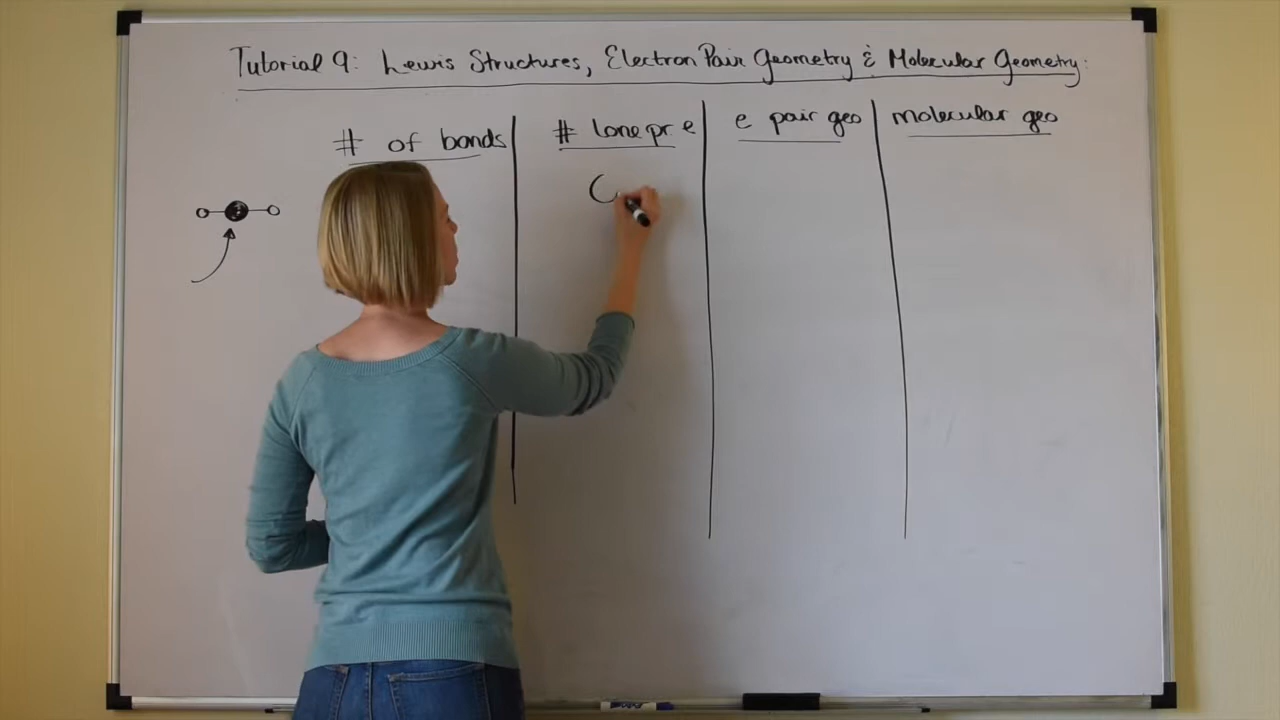 Tutorial 9: Lewis Structures, Electron Pair Geometry & Molecular Geometry:
# of bonds # lone pr e e pair geo molecular geo